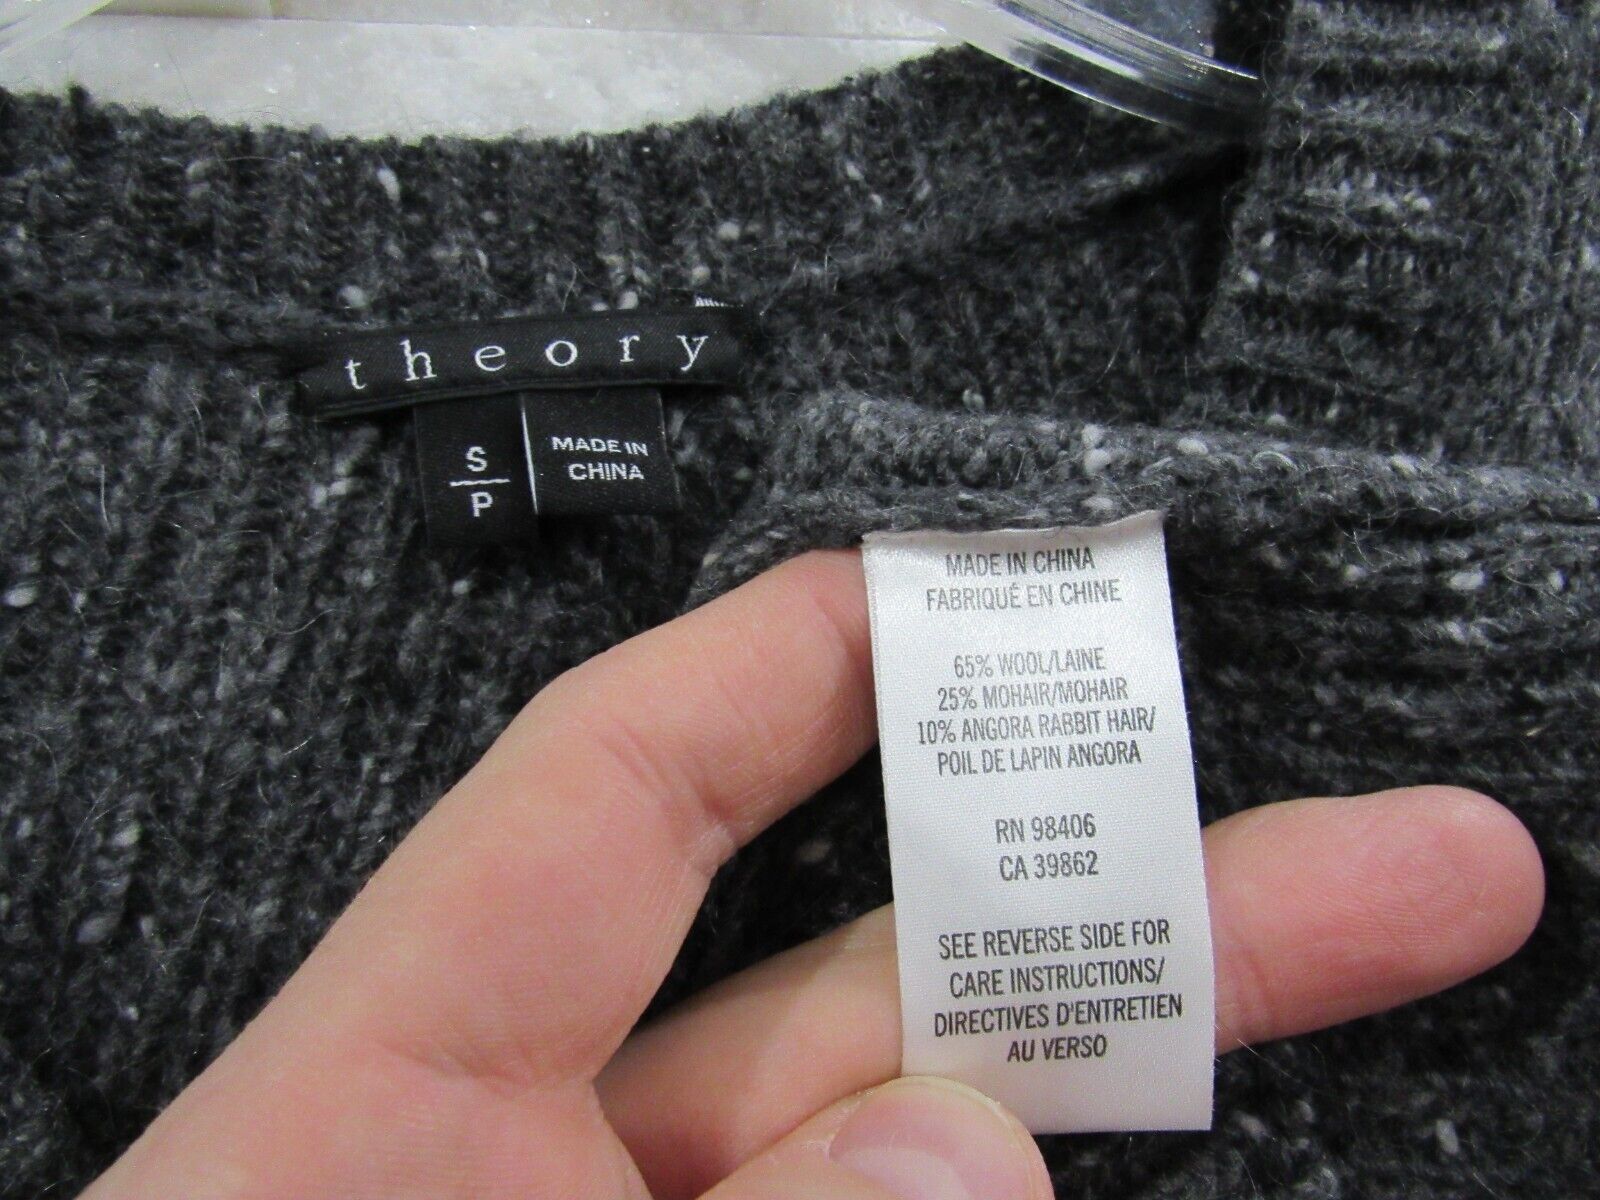 theory
S
P
MADE IN
CHINA
MADE IN CHINA
FABRIQUÉ EN CHINE
65% WOOL/LAINE
25% MOHAIR/MOHAIR
10% ANGORA RABBIT HAIR/
POIL DE LAPIN ANGORA
RN 98406
CA 39862
SEE REVERSE SIDE FOR
CARE INSTRUCTIONS/
DIRECTIVES D'ENTRETIEN
AU VERSO